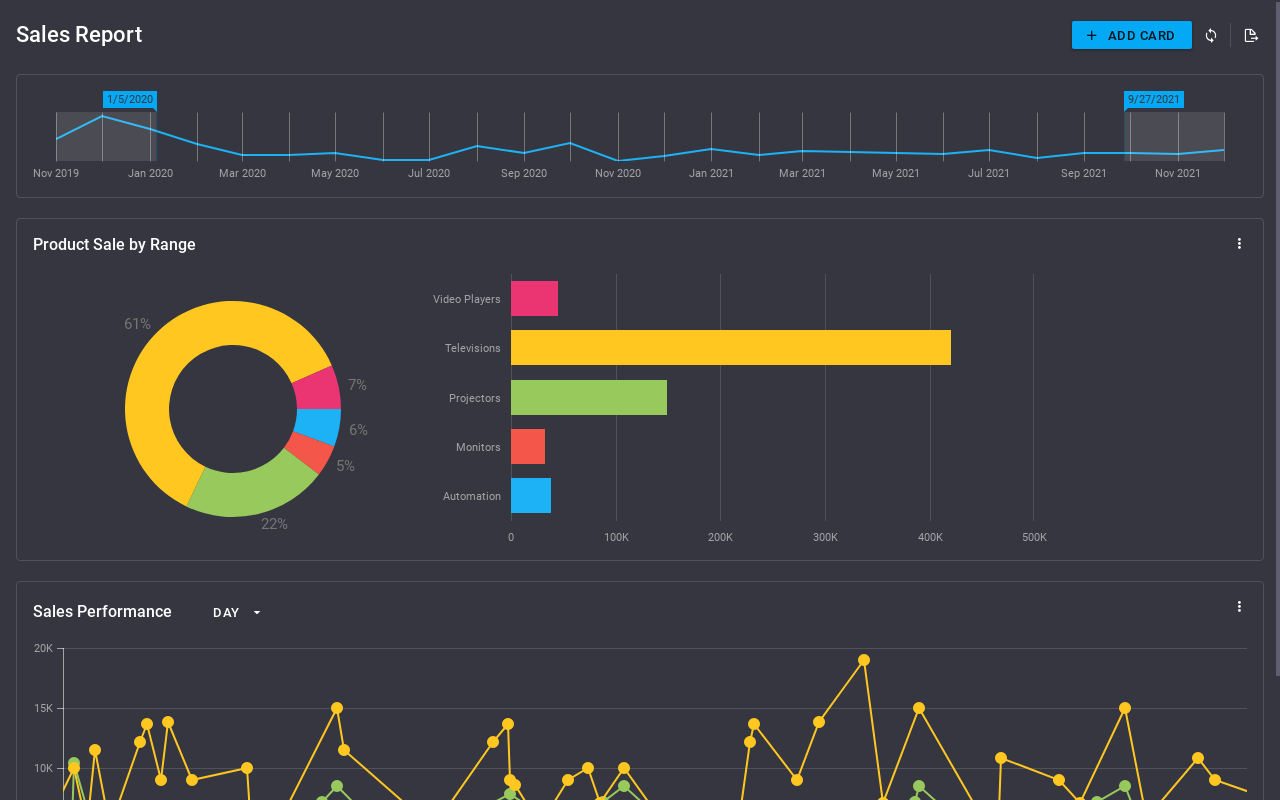 Sales Report
ADD CARD
1/5/2020
9/27/2021
Nov 2019
Jan 2020
Mar 2020
May 2020
Jul 2020
Sep 2020
Nov 2020
Jan 2021
Mar 2021
May 2021
Jul 2021
Sep 2021
Nov 2021
Product Sale by Range
61%
7%
6%
5%
22%
Video Players
Televisions
Projectors
Monitors
Automation
0
100K
200K
300K
400K
500K
Sales Performance
DAY
20K
15K
10K